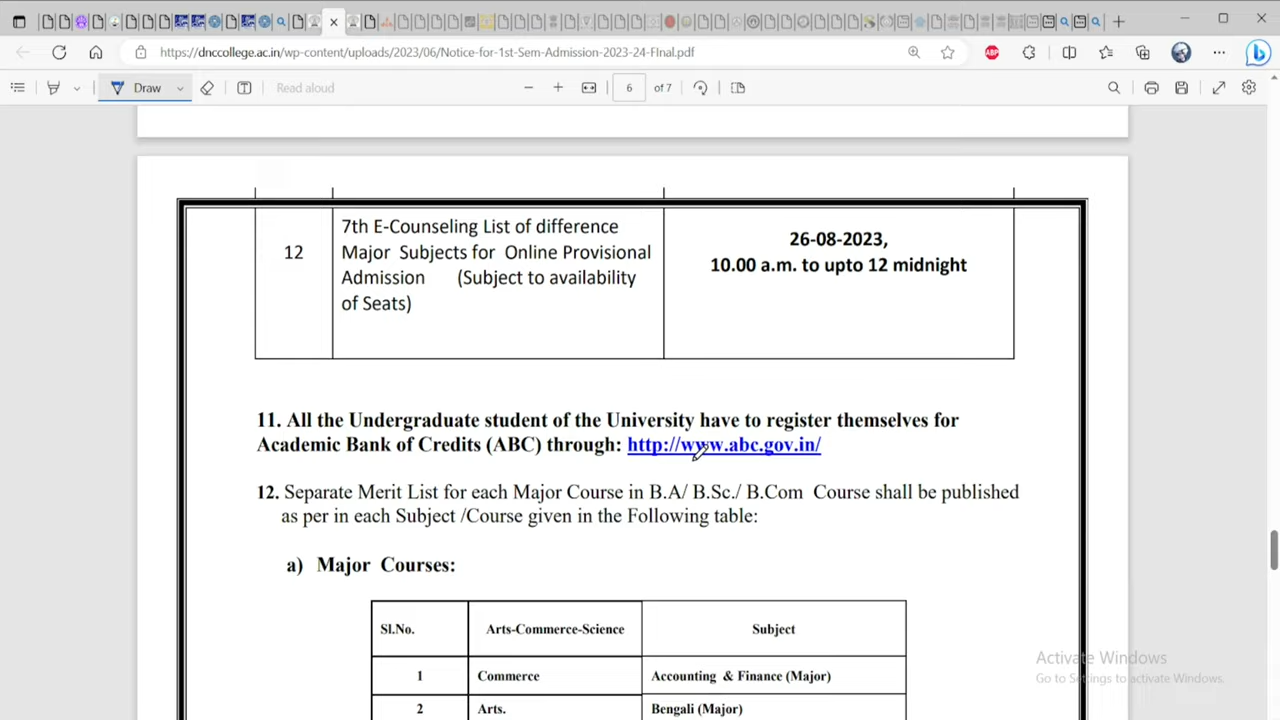 https://dnccollege.ac.in/wp-content/uploads/2023/06/Notice-for-1st-Sem-Admission-2023-24-FInal.pdf
ABP
Draw
Read aloud
6 of 7
12
7th E-Counseling List of difference
Major Subjects for Online Provisional
Admission (Subject to availability
of Seats)
26-08-2023,
10.00 a.m. to upto 12 midnight
11. All the Undergraduate student of the University have to register themselves for
Academic Bank of Credits (ABC) through: http://www.abc.gov.in/
12. Separate Merit List for each Major Course in B.A/ B.Sc./ B.Com Course shall be published
as per in each Subject /Course given in the Following table:
a) Major Courses:
Sl.No. Arts-Commerce-Science Subject
1 Commerce Accounting & Finance (Major)
2 Arts. Bengali (Major)
Activate Windows
Go to Settings to activate Windows.